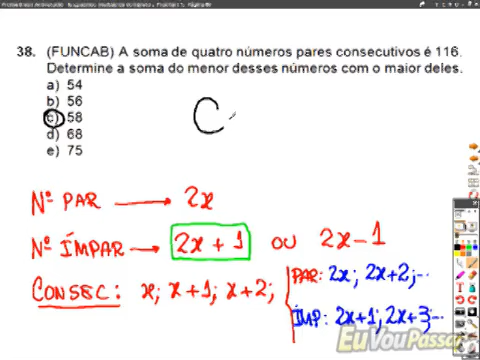 38. (FUNCAB) A soma de quatro números pares consecutivos é 116.
Determine a soma do menor desses números com o maior deles.
a) 54
b) 56
c) 58
d) 68
e) 75
C
Nº PAR → 2x
Nº ÍMPAR → 2x + 1 OU 2x - 1
CONSEC: x; x + 1; x + 2;
PAR: 2x; 2x+2; ...
ÍMP: 2x+1; 2x+3; ...
EuVouPassar